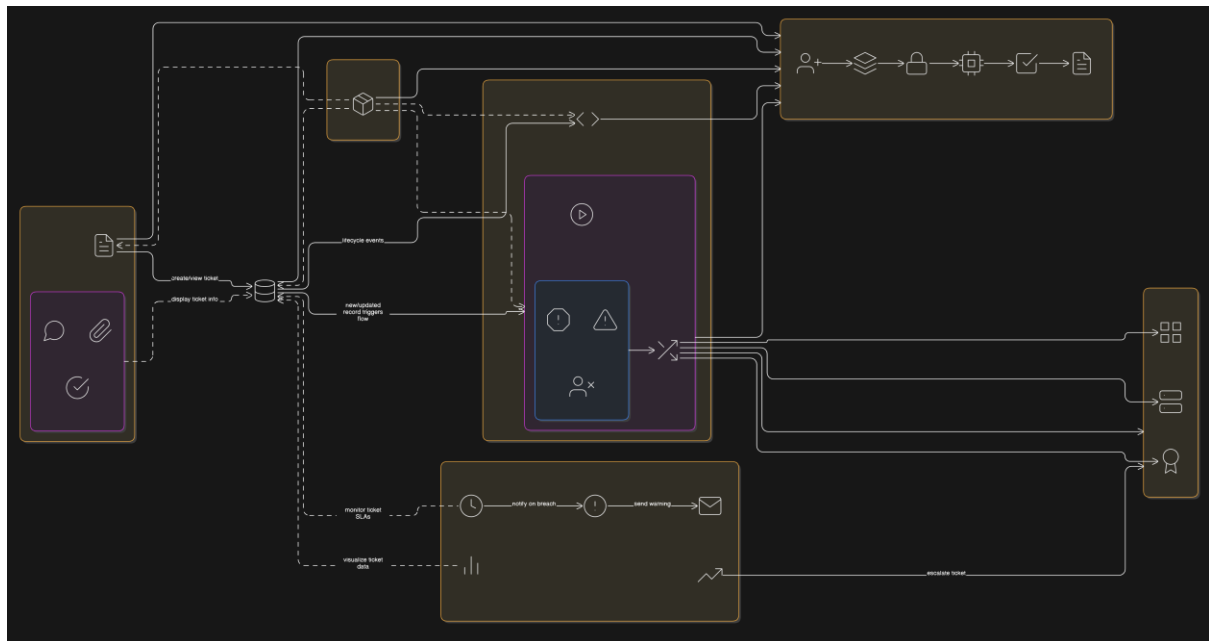 lifecycle events
create/view ticket
display ticket info
new/updated
record triggers
flow
monitor ticket
SLAs
notify on breach
send warning
visualize ticket
data
escalate ticket